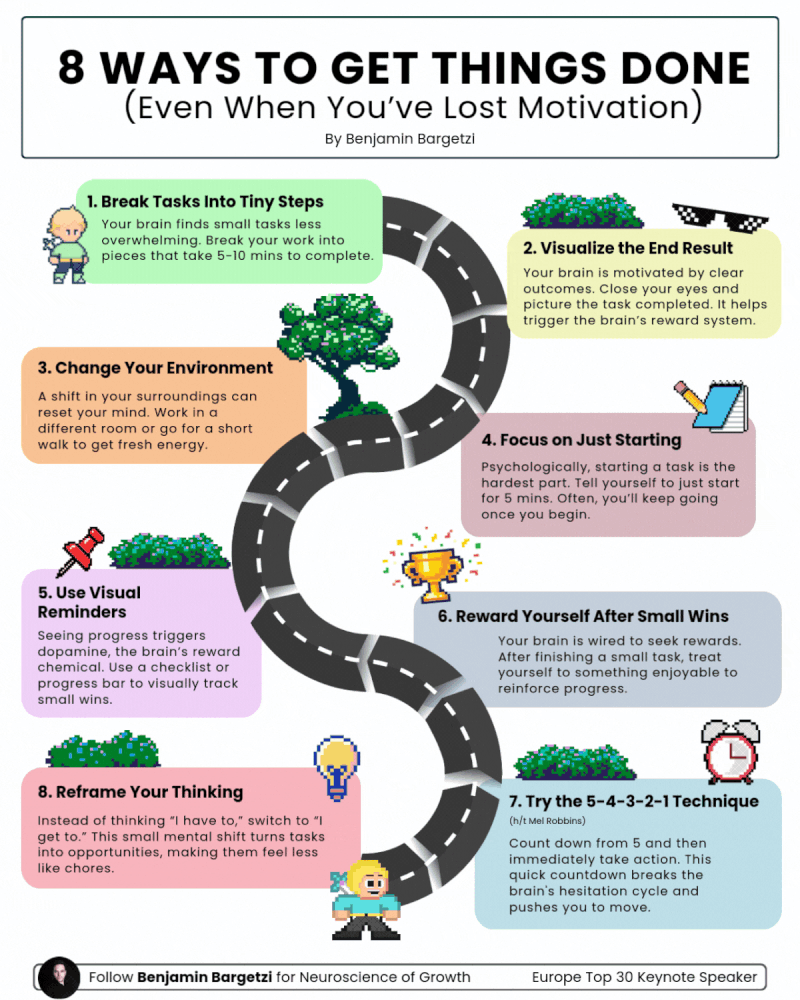 8 WAYS TO GET THINGS DONE
(Even When You’ve Lost Motivation)
By Benjamin Bargetzi
1. Break Tasks Into Tiny Steps
Your brain finds small tasks less
overwhelming. Break your work into
pieces that take 5-10 mins to complete.
2. Visualize the End Result
Your brain is motivated by clear
outcomes. Close your eyes and
picture the task completed. It helps
trigger the brain’s reward system.
3. Change Your Environment
A shift in your surroundings can
reset your mind. Work in a
different room or go for a short
walk to get fresh energy.
4. Focus on Just Starting
Psychologically, starting a task is the
hardest part. Tell yourself to just start
for 5 mins. Often, you’ll keep going
once you begin.
5. Use Visual
Reminders
Seeing progress triggers
dopamine, the brain’s reward
chemical. Use a checklist or
progress bar to visually track
small wins.
6. Reward Yourself After Small Wins
Your brain is wired to seek rewards.
After finishing a small task, treat
yourself to something enjoyable to
reinforce progress.
7. Try the 5-4-3-2-1 Technique
(h/t Mel Robbins)
Count down from 5 and then
immediately take action. This
quick countdown breaks the
brain's hesitation cycle and
pushes you to move.
8. Reframe Your Thinking
Instead of thinking “I have to,” switch to “I
get to.” This small mental shift turns tasks
into opportunities, making them feel less
like chores.
Follow Benjamin Bargetzi for Neuroscience of Growth
Europe Top 30 Keynote Speaker